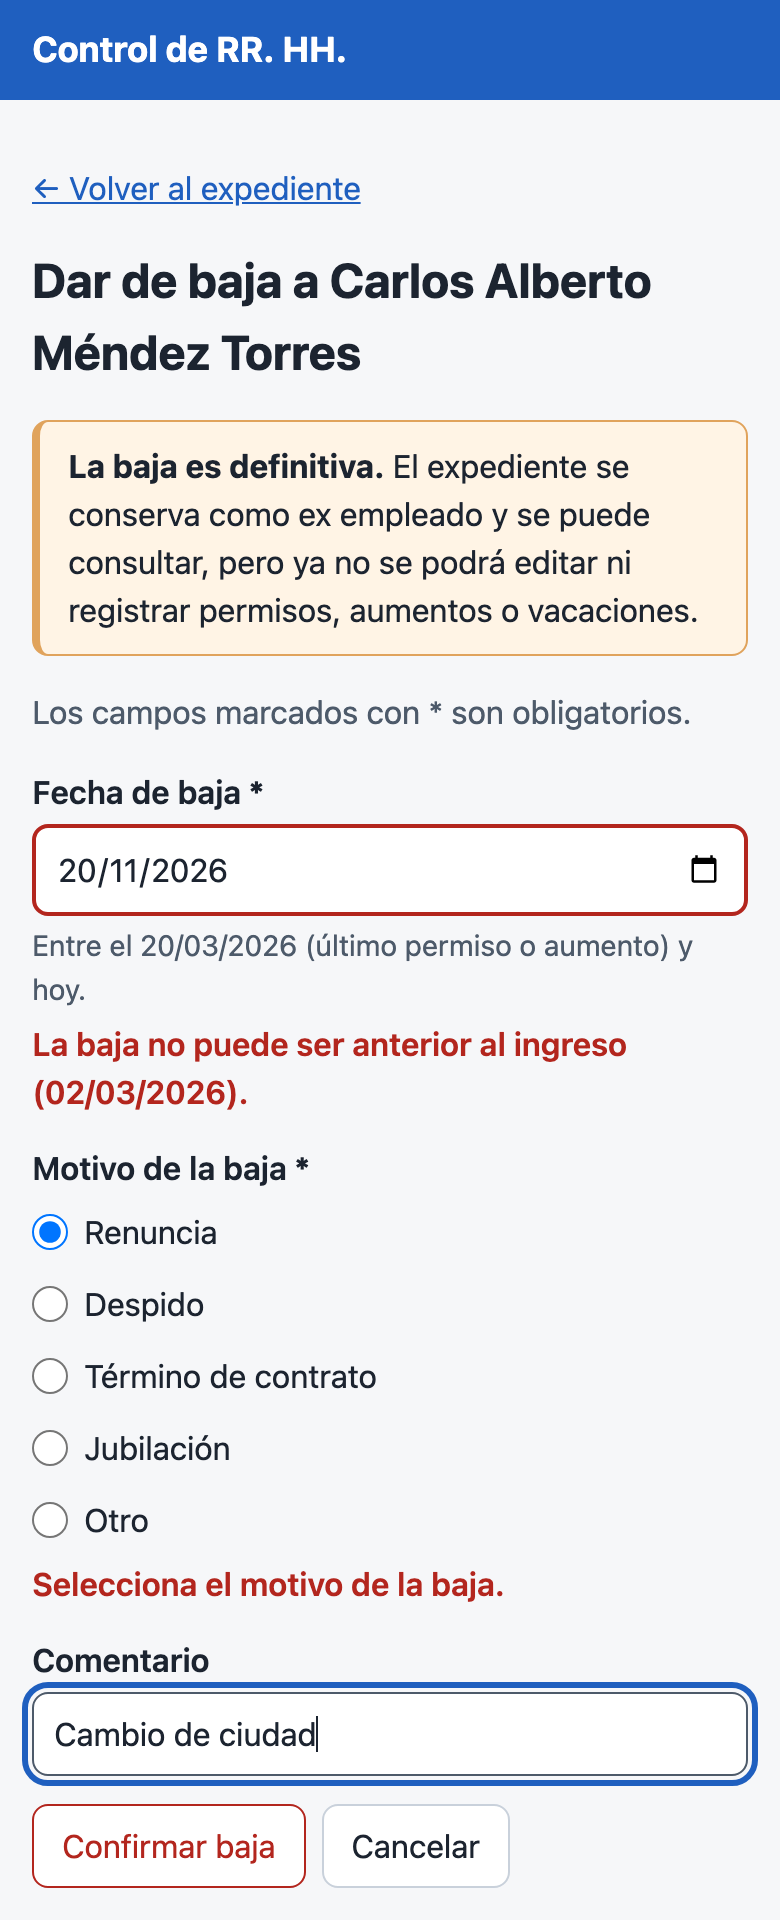 Control de RR. HH.
← Volver al expediente
Dar de baja a Carlos Alberto
Méndez Torres
La baja es definitiva. El expediente se
conserva como ex empleado y se puede
consultar, pero ya no se podrá editar ni
registrar permisos, aumentos o vacaciones.
Los campos marcados con * son obligatorios.
Fecha de baja *
20/11/2026
Entre el 20/03/2026 (último permiso o aumento) y
hoy.
La baja no puede ser anterior al ingreso
(02/03/2026).
Motivo de la baja *
Renuncia
Despido
Término de contrato
Jubilación
Otro
Selecciona el motivo de la baja.
Comentario
Cambio de ciudad
Confirmar baja
Cancelar